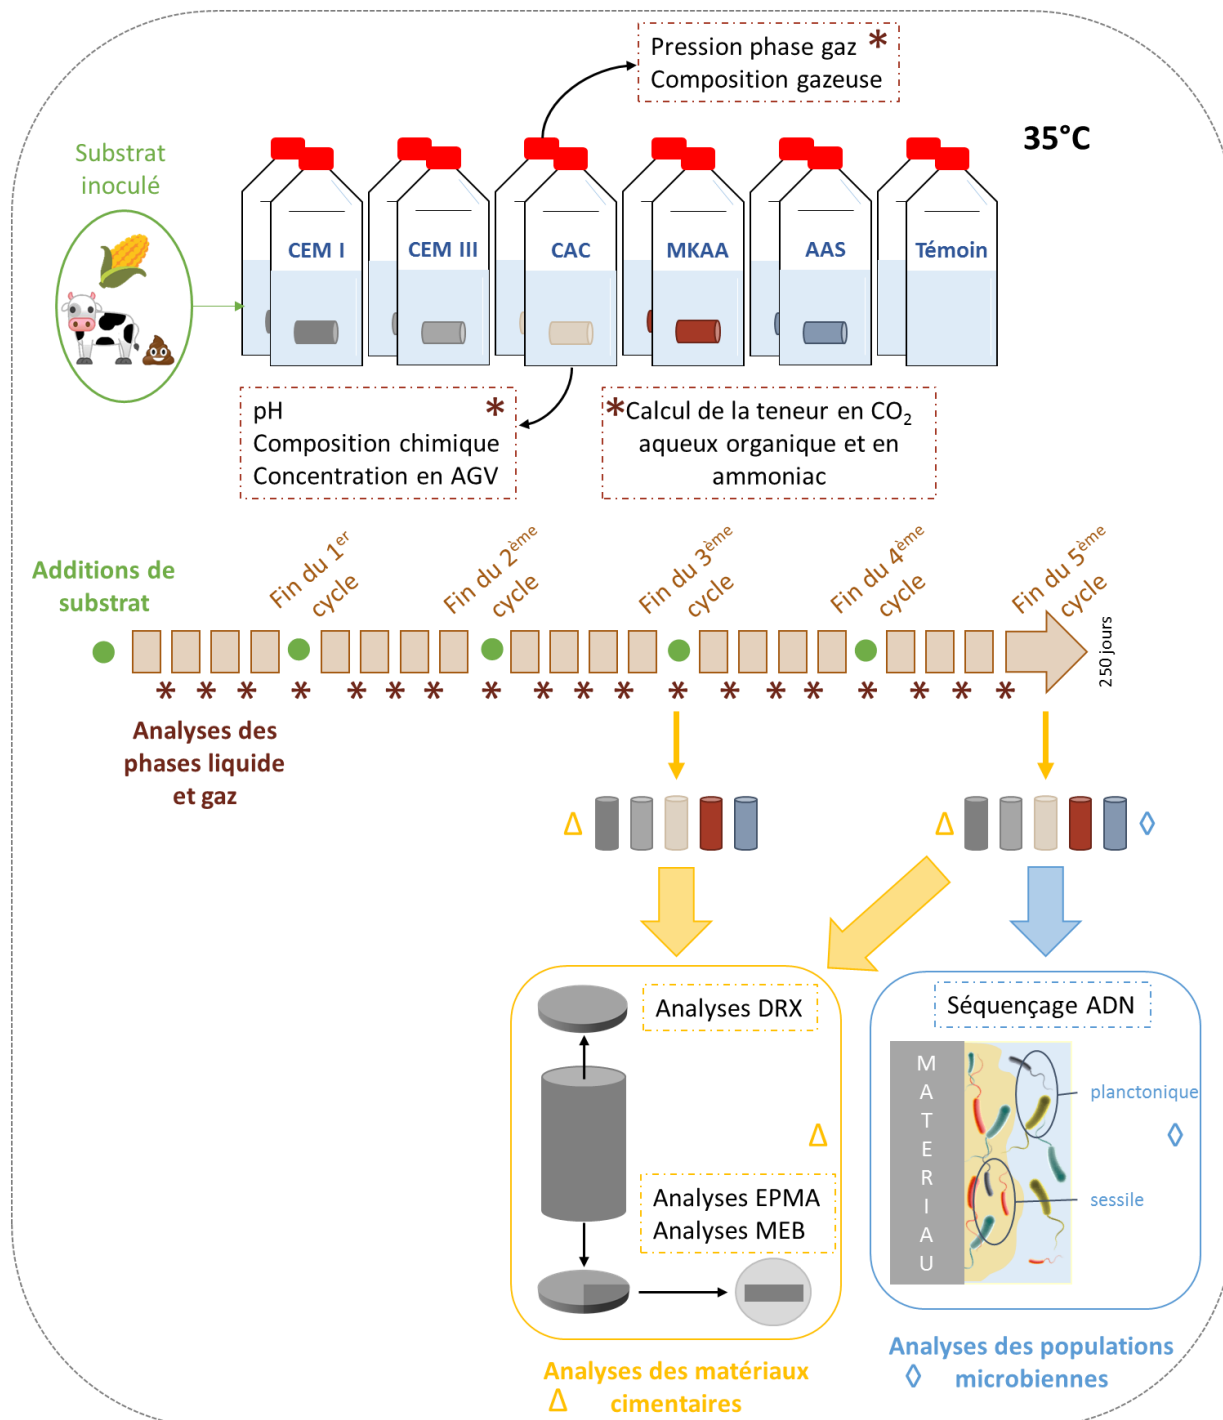 Pression phase gaz *
Composition gazeuse
35°C
Substrat
inoculé
CEM I
CEM III
CAC
MKAA
AAS
Témoin
pH *
Composition chimique
Concentration en AGV
*Calcul de la teneur en CO₂
aqueux organique et en
ammoniac
Additions de
substrat
Fin du 1er
cycle
Fin du 2ème
cycle
Fin du 3ème
cycle
Fin du 4ème
cycle
Fin du 5ème
cycle
250 jours
* * * * * * * * * * * * * * * * * * *
Analyses des
phases liquide
et gaz
Δ
Δ
◊
Analyses DRX
Δ
Analyses EPMA
Analyses MEB
Séquençage ADN
MATERIAU
planctonique
◊
sessile
Analyses des matériaux
Δ cimentaires
Analyses des populations
◊ microbiennes